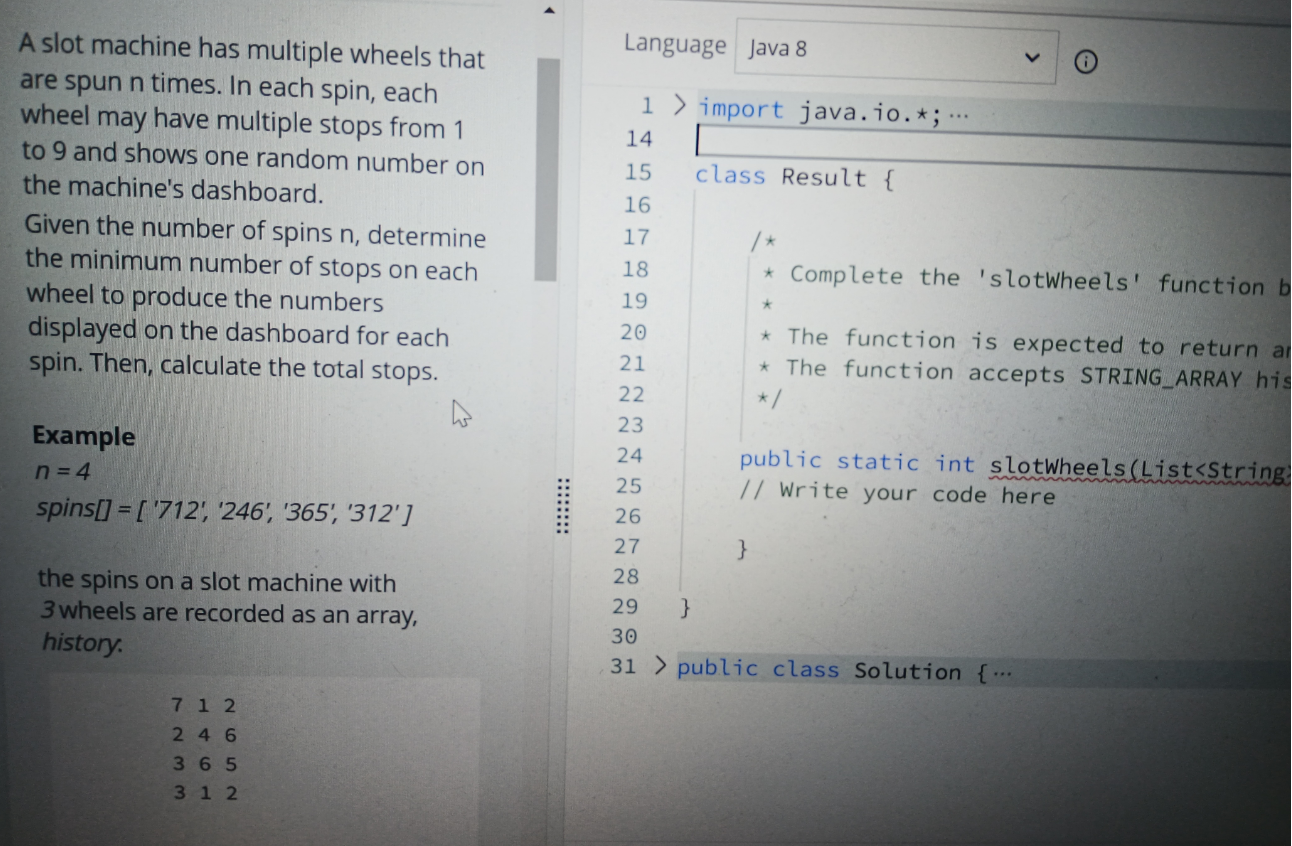 A slot machine has multiple wheels that
are spun n times. In each spin, each
wheel may have multiple stops from 1
to 9 and shows one random number on
the machine's dashboard.
Given the number of spins n, determine
the minimum number of stops on each
wheel to produce the numbers
displayed on the dashboard for each
spin. Then, calculate the total stops.
Example
n = 4
spins[] = [ '712', '246', '365', '312' ]
the spins on a slot machine with
3 wheels are recorded as an array,
history.
7 1 2
2 4 6
3 6 5
3 1 2
Language Java 8
1 > import java.io.*;...
14
15 class Result {
16
17 /*
18 * Complete the 'slotWheels' function b
19 *
20 * The function is expected to return an
21 * The function accepts STRING_ARRAY his
22 */
23
24 public static int slotWheels(List<String>
25 // Write your code here
26
27 }
28
29 }
30
31 > public class Solution {...